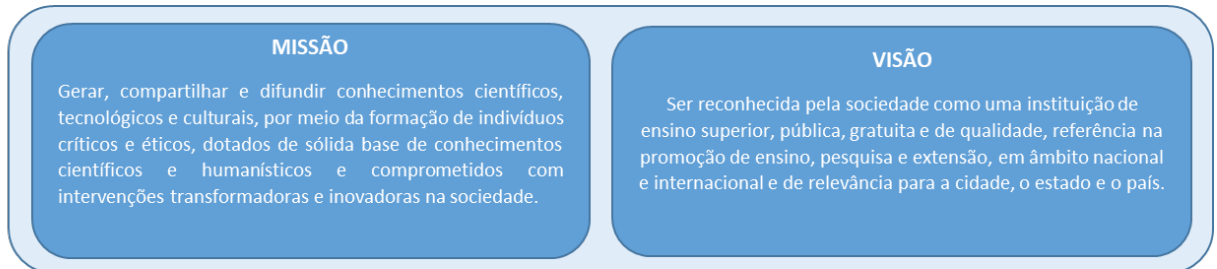 MISSÃO
Gerar, compartilhar e difundir conhecimentos científicos,
tecnológicos e culturais, por meio da formação de indivíduos
críticos e éticos, dotados de sólida base de conhecimentos
científicos e humanísticos e comprometidos com
intervenções transformadoras e inovadoras na sociedade.
VISÃO
Ser reconhecida pela sociedade como uma instituição de
ensino superior, pública, gratuita e de qualidade, referência na
promoção de ensino, pesquisa e extensão, em âmbito nacional
e internacional e de relevância para a cidade, o estado e o país.